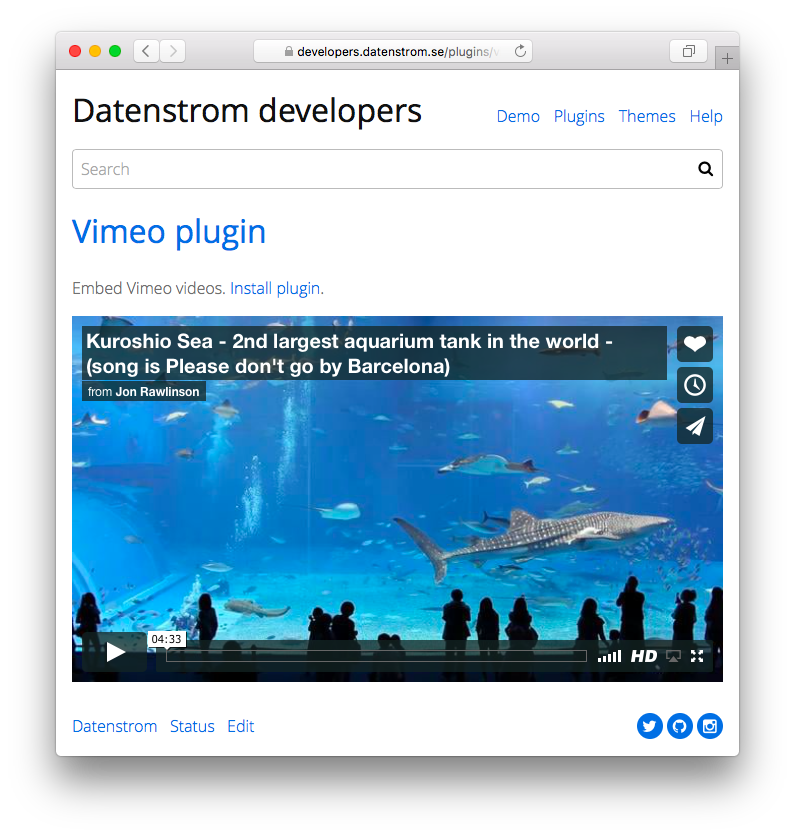 developers.datenstrom.se/plugins/v
Datenstrom developers
Demo Plugins Themes Help
Search
Vimeo plugin
Embed Vimeo videos. Install plugin.
Kuroshio Sea - 2nd largest aquarium tank in the world -
(song is Please don't go by Barcelona)
from Jon Rawlinson
04:33
HD
Datenstrom Status Edit